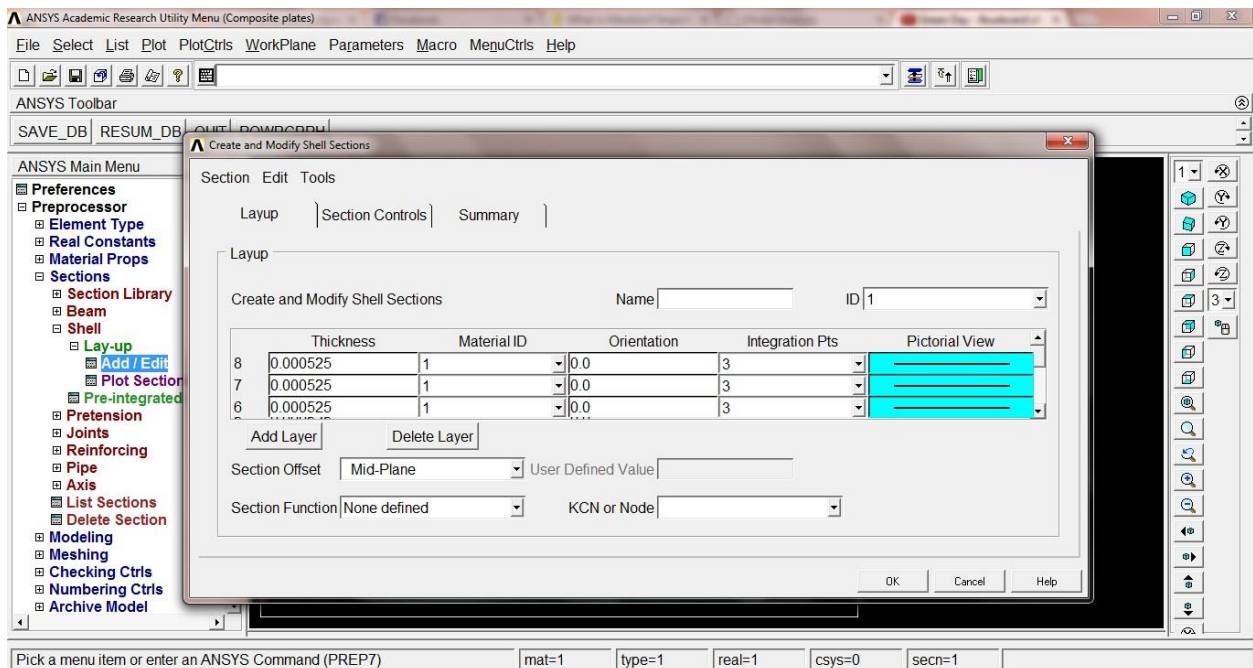 ANSYS Academic Research Utility Menu (Composite plates)
File Select List Plot PlotCtrls WorkPlane Parameters Macro MenuCtrls Help
ANSYS Toolbar
SAVE_DB RESUM_DB QUIT POWRGRPH
Create and Modify Shell Sections
ANSYS Main Menu
Preferences
Preprocessor
Element Type
Real Constants
Material Props
Sections
Section Library
Beam
Shell
Lay-up
Add / Edit
Plot Section
Pre-integrated
Pretension
Joints
Reinforcing
Pipe
Axis
List Sections
Delete Section
Modeling
Meshing
Checking Ctrls
Numbering Ctrls
Archive Model
Section Edit Tools
Layup Section Controls Summary
Layup
Create and Modify Shell Sections Name ID 1
Thickness Material ID Orientation Integration Pts Pictorial View
8 0.000525 1 0.0 3
7 0.000525 1 0.0 3
6 0.000525 1 0.0 3
Add Layer Delete Layer
Section Offset Mid-Plane User Defined Value
Section Function None defined KCN or Node
OK Cancel Help
1
3
Pick a menu item or enter an ANSYS Command (PREP7) mat=1 type=1 real=1 csys=0 secn=1